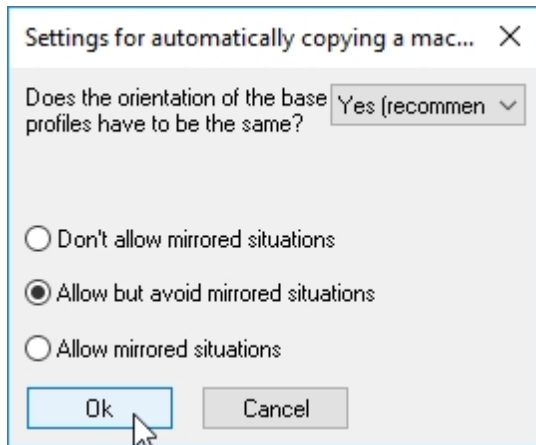 Settings for automatically copying a mac...
Does the orientation of the base
profiles have to be the same?
Yes (recommen
Don't allow mirrored situations
Allow but avoid mirrored situations
Allow mirrored situations
Ok
Cancel